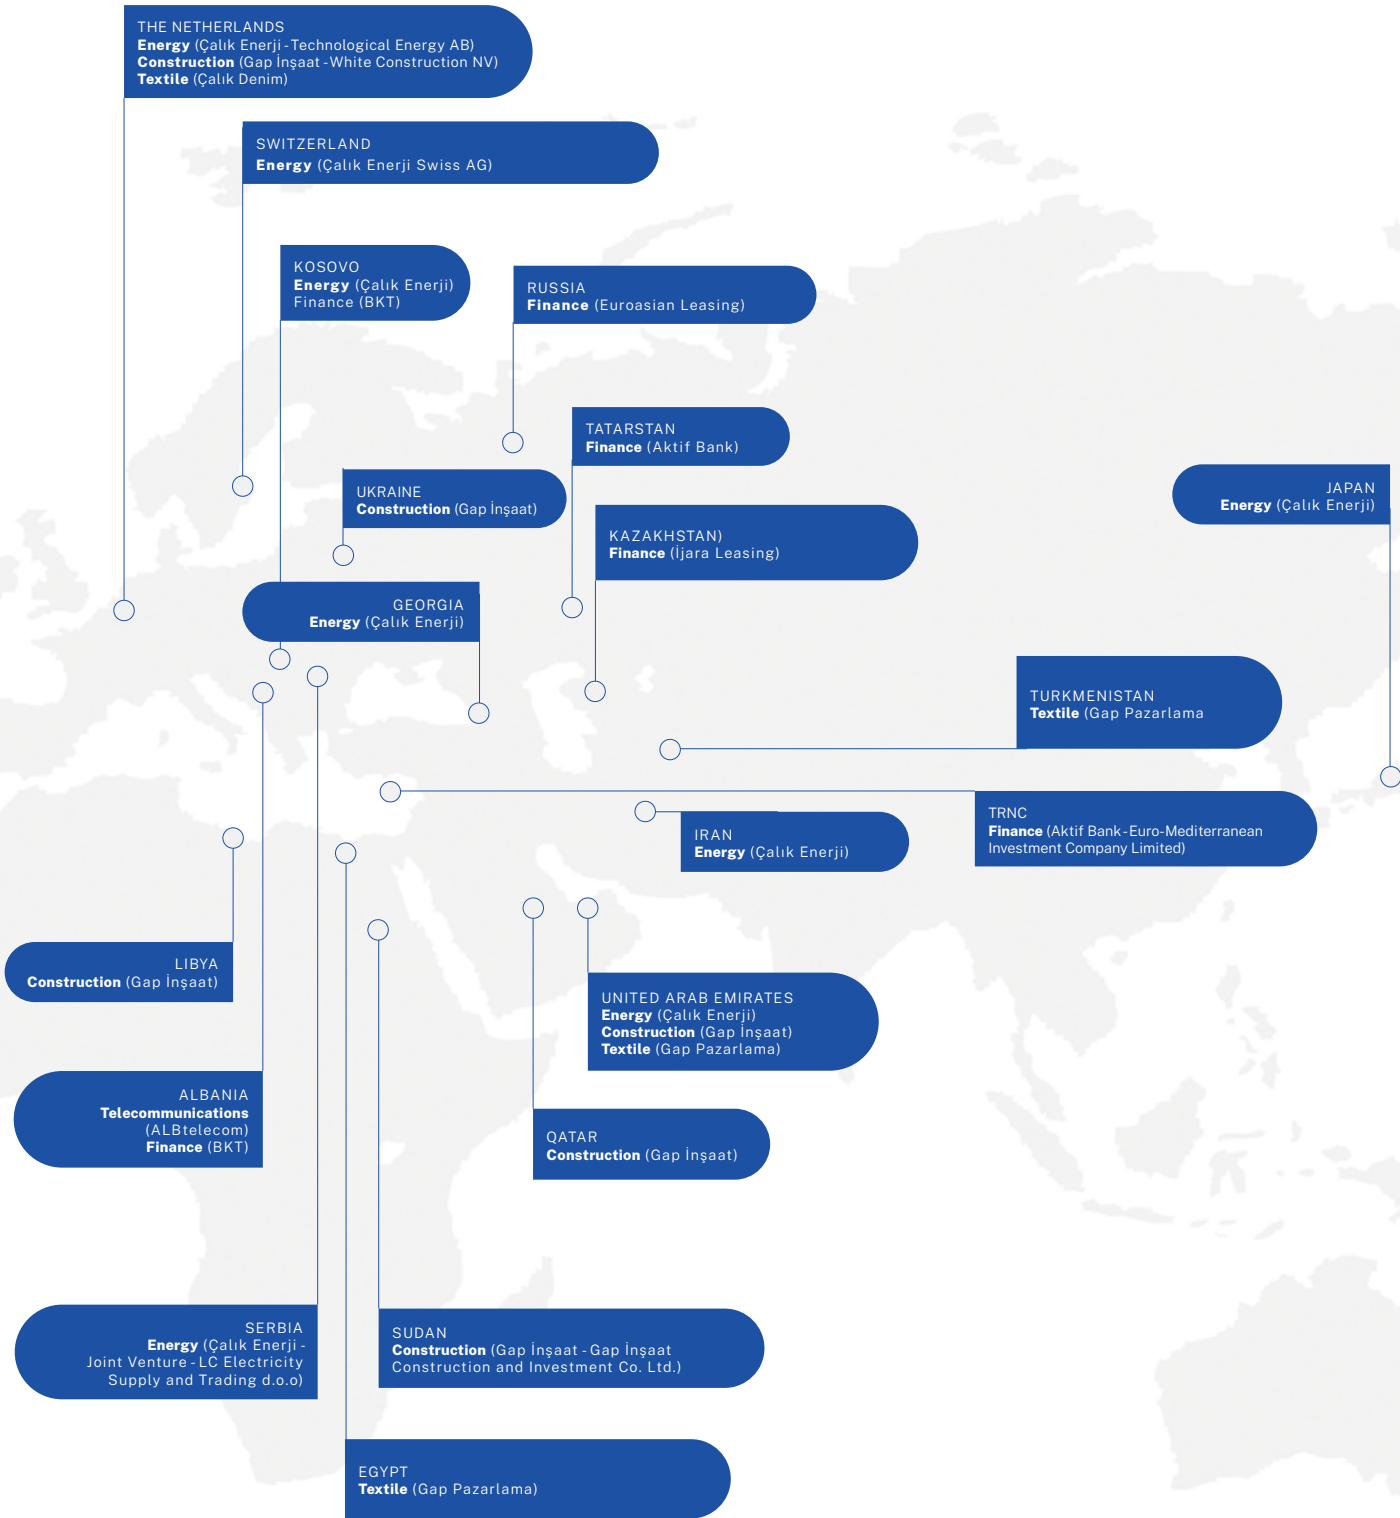 THE NETHERLANDS
Energy (Çalık Enerji - Technological Energy AB)
Construction (Gap İnşaat - White Construction NV)
Textile (Çalık Denim)
SWITZERLAND
Energy (Çalık Enerji Swiss AG)
KOSOVO
Energy (Çalık Enerji)
Finance (BKT)
RUSSIA
Finance (Euroasian Leasing)
TATARSTAN
Finance (Aktif Bank)
UKRAINE
Construction (Gap İnşaat)
JAPAN
Energy (Çalık Enerji)
KAZAKHSTAN)
Finance (İjara Leasing)
GEORGIA
Energy (Çalık Enerji)
TURKMENISTAN
Textile (Gap Pazarlama
TRNC
Finance (Aktif Bank - Euro-Mediterranean
Investment Company Limited)
IRAN
Energy (Çalık Enerji)
LIBYA
Construction (Gap İnşaat)
UNITED ARAB EMIRATES
Energy (Çalık Enerji)
Construction (Gap İnşaat)
Textile (Gap Pazarlama)
ALBANIA
Telecommunications
(ALBtelecom)
Finance (BKT)
QATAR
Construction (Gap İnşaat)
SERBIA
Energy (Çalık Enerji -
Joint Venture - LC Electricity
Supply and Trading d.o.o)
SUDAN
Construction (Gap İnşaat - Gap İnşaat
Construction and Investment Co. Ltd.)
EGYPT
Textile (Gap Pazarlama)